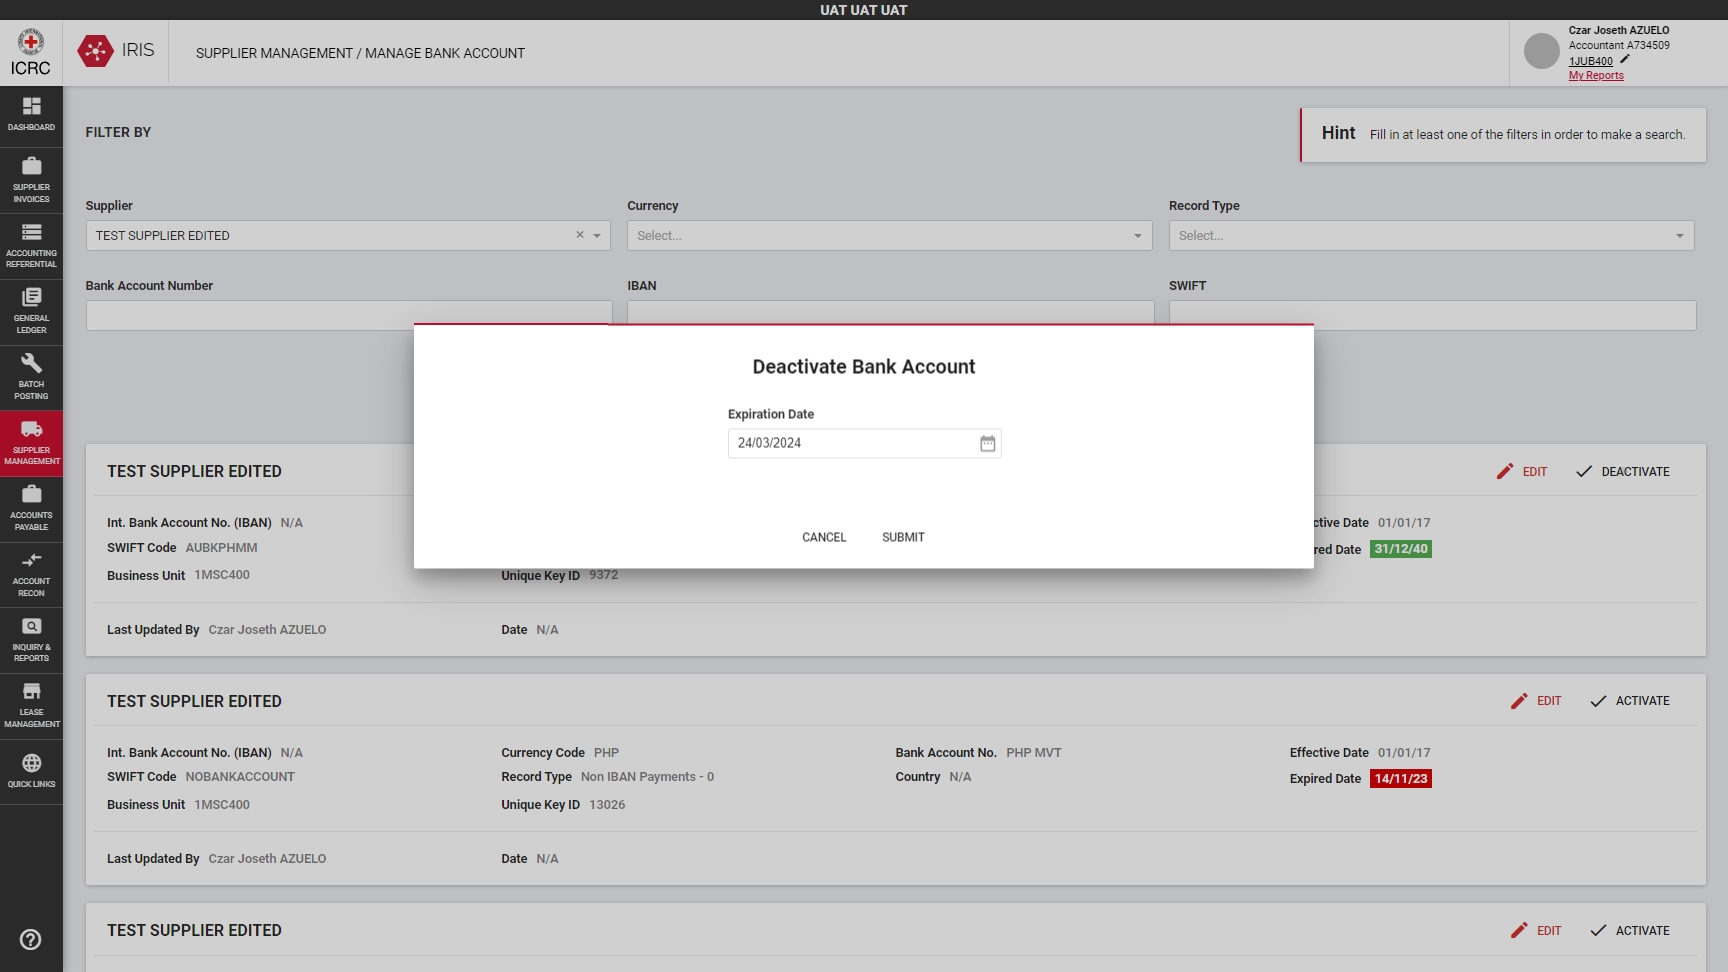 UAT UAT UAT
ICRC
IRIS
SUPPLIER MANAGEMENT / MANAGE BANK ACCOUNT
Czar Joseth AZUELO
Accountant A734509
1JUB400
My Reports
DASHBOARD
SUPPLIER
INVOICES
ACCOUNTING
REFERENTIAL
GENERAL
LEDGER
BATCH
POSTING
SUPPLIER
MANAGEMENT
ACCOUNTS
PAYABLE
ACCOUNT
RECON
INQUIRY &
REPORTS
LEASE
MANAGEMENT
QUICK LINKS
FILTER BY
Hint Fill in at least one of the filters in order to make a search.
Supplier Currency Record Type
TEST SUPPLIER EDITED × Select... Select...
Bank Account Number IBAN SWIFT
Deactivate Bank Account
Expiration Date
24/03/2024
CANCEL SUBMIT
TEST SUPPLIER EDITED EDIT DEACTIVATE
Int. Bank Account No. (IBAN) N/A ctive Date 01/01/17
SWIFT Code AUBKPHMM red Date 31/12/40
Business Unit 1MSC400 Unique Key ID 9372
Last Updated By Czar Joseth AZUELO Date N/A
TEST SUPPLIER EDITED EDIT ACTIVATE
Int. Bank Account No. (IBAN) N/A Currency Code PHP Bank Account No. PHP MVT Effective Date 01/01/17
SWIFT Code NOBANKACCOUNT Record Type Non IBAN Payments - 0 Country N/A Expired Date 14/11/23
Business Unit 1MSC400 Unique Key ID 13026
Last Updated By Czar Joseth AZUELO Date N/A
TEST SUPPLIER EDITED EDIT ACTIVATE